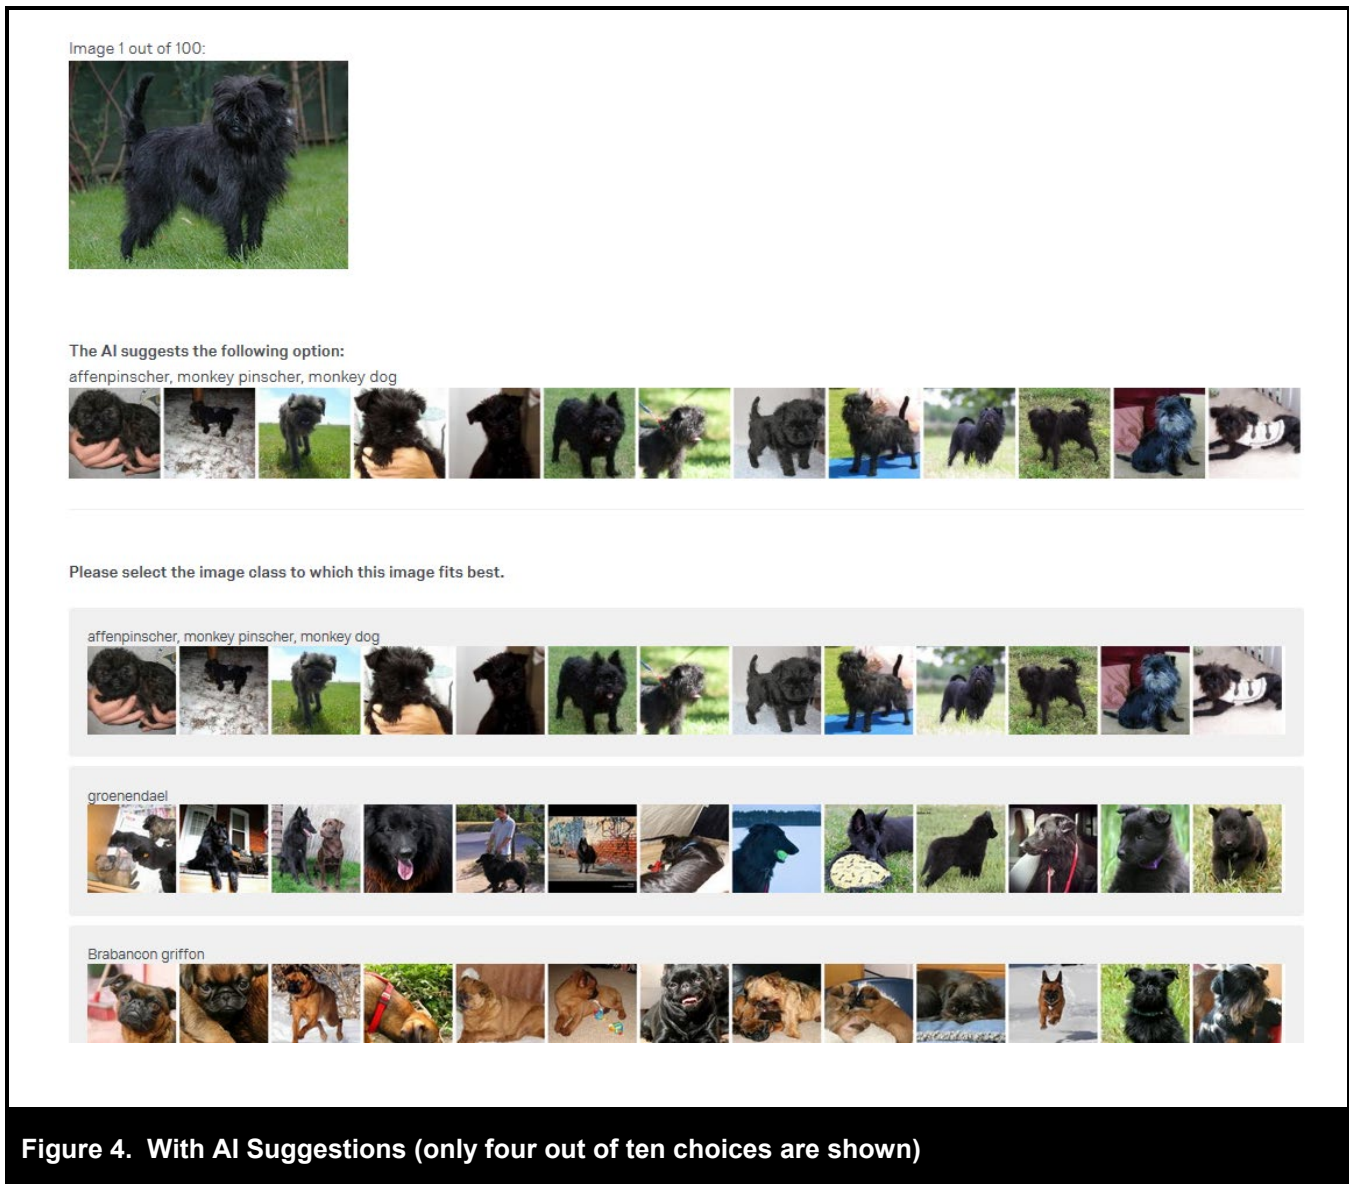 Image 1 out of 100:
The AI suggests the following option:
affenpinscher, monkey pinscher, monkey dog
Please select the image class to which this image fits best.
affenpinscher, monkey pinscher, monkey dog
groenendael
Brabancon griffon
Figure 4. With AI Suggestions (only four out of ten choices are shown)